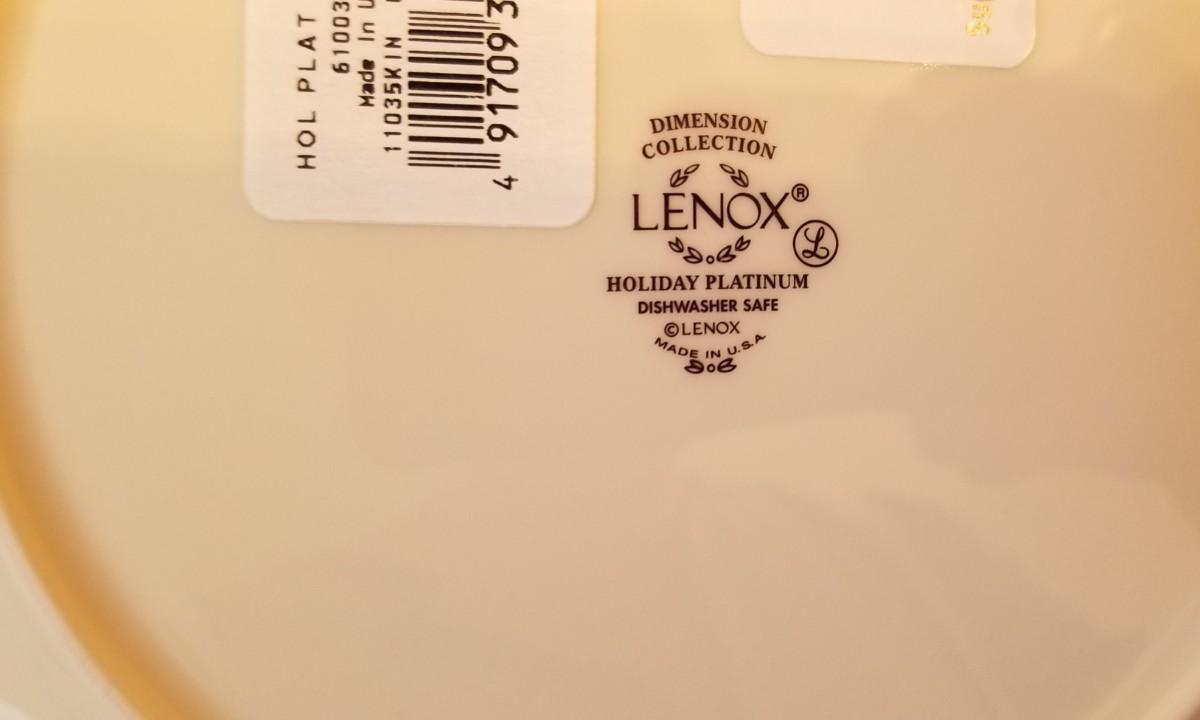 HOL PLAT
61003
Made In U
11035KIN
4 91709 3
DIMENSION
COLLECTION
LENOX®
L
HOLIDAY PLATINUM
DISHWASHER SAFE
©LENOX
MADE IN U.S.A